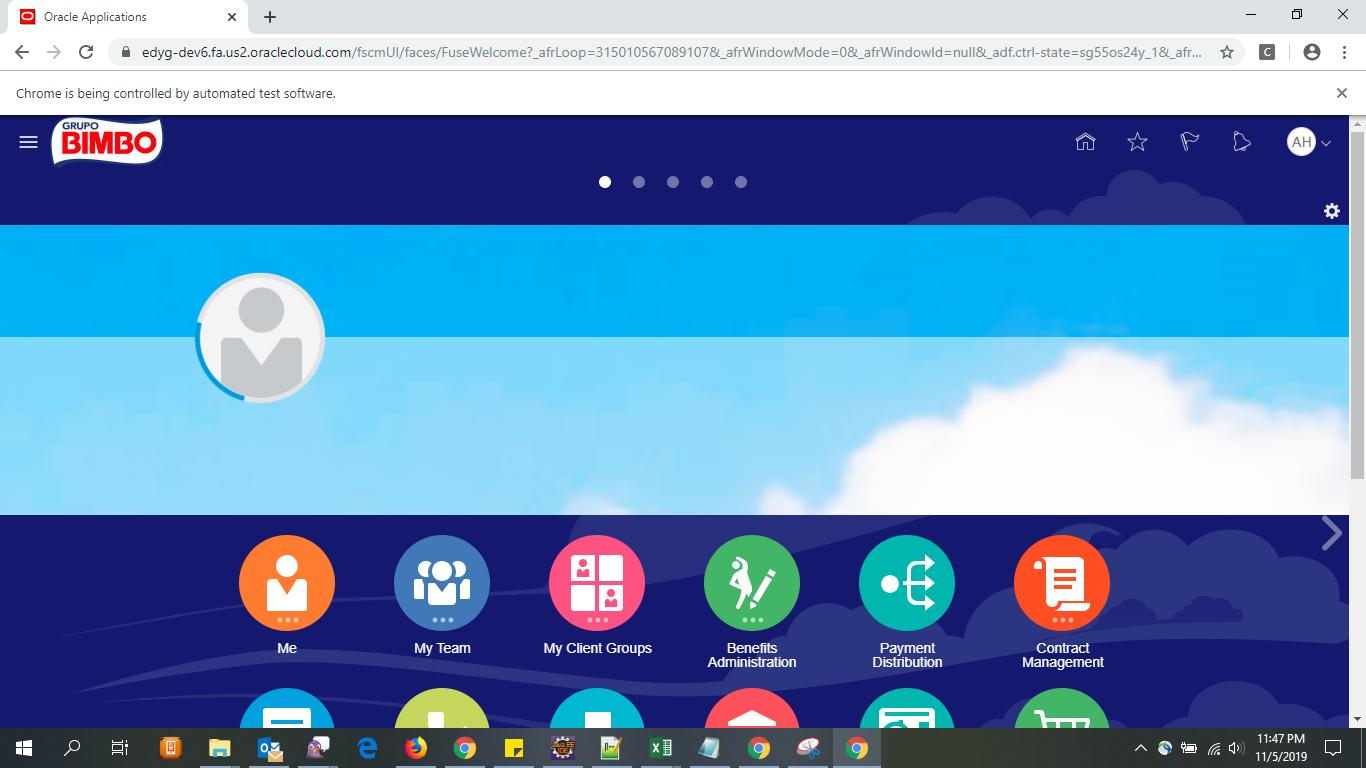 Oracle Applications
edyg-dev6.fa.us2.oraclecloud.com/fscmUI/faces/FuseWelcome?_afrLoop=315010567089107&_afrWindowMode=0&_afrWindowId=null&_adf.ctrl-state=sg55os24y_1&_afr...
C
Chrome is being controlled by automated test software.
GRUPO
BIMBO
AH
Me
My Team
My Client Groups
Benefits
Administration
Payment
Distribution
Contract
Management
11:47 PM
11/5/2019